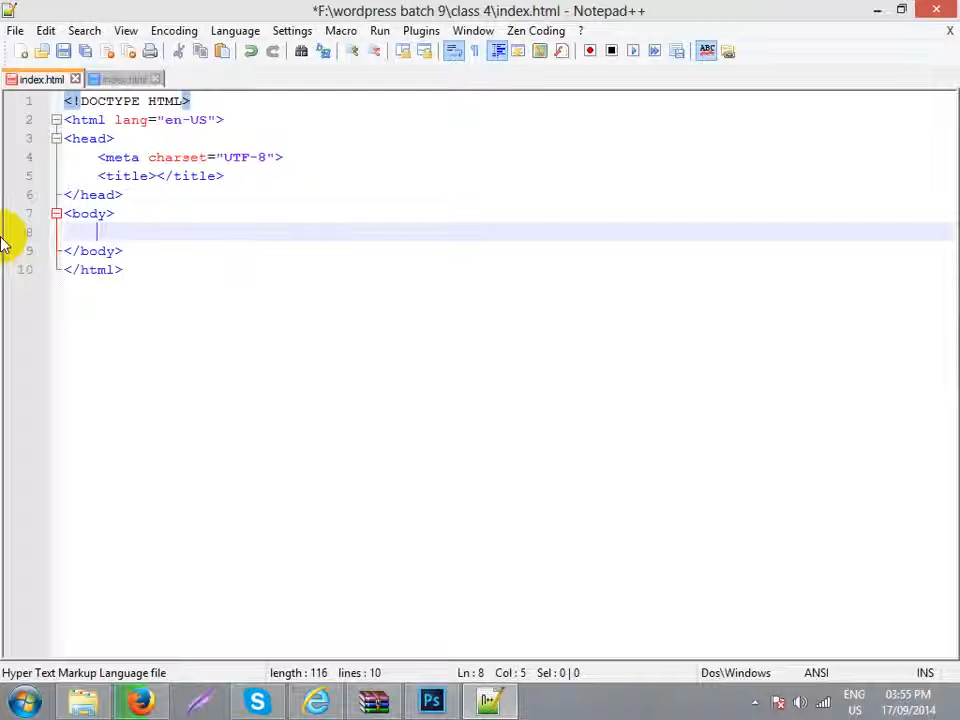 *F:\wordpress batch 9\class 4\index.html - Notepad++
File Edit Search View Encoding Language Settings Macro Run Plugins Window Zen Coding ? X
index.html index.html
1 <!DOCTYPE HTML>
2 <html lang="en-US">
3 <head>
4 <meta charset="UTF-8">
5 <title></title>
6 </head>
7 <body>
8
9 </body>
10 </html>
Hyper Text Markup Language file length : 116 lines : 10 Ln : 8 Col : 5 Sel : 0 | 0 Dos\Windows ANSI INS
ENG 03:55 PM
US 17/09/2014